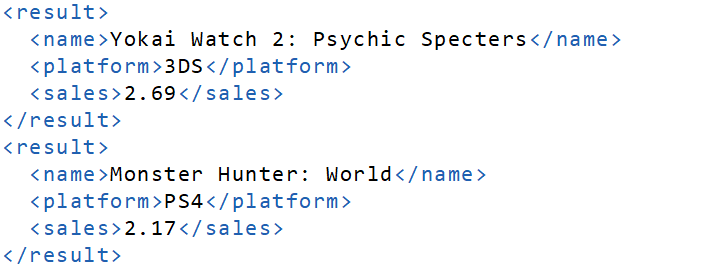 <result>
  <name>Yokai Watch 2: Psychic Specters</name>
  <platform>3DS</platform>
  <sales>2.69</sales>
</result>
<result>
  <name>Monster Hunter: World</name>
  <platform>PS4</platform>
  <sales>2.17</sales>
</result>